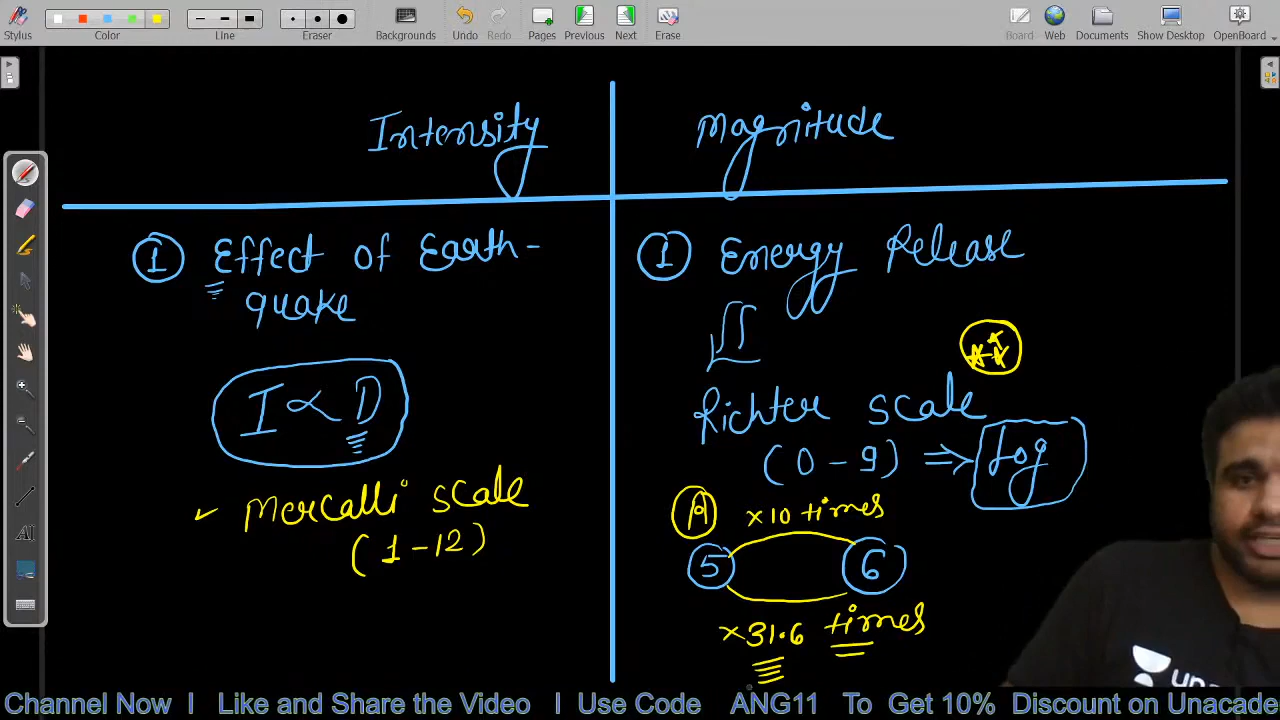 Stylus
Color
Line
Eraser
Backgrounds
Undo
Redo
Pages
Previous
Next
Erase
Board
Web
Documents
Show Desktop
OpenBoard
Intensity
Magnitude
1 Effect of Earth-
quake
I ∝ D
✓ Mercalli scale
(1-12)
1 Energy Release
Richter scale
(0-9) ⇒ Log
A ×10 times
5 6
×31.6 times
Channel Now I Like and Share the Video I Use Code ANG11 To Get 10% Discount on Unacade